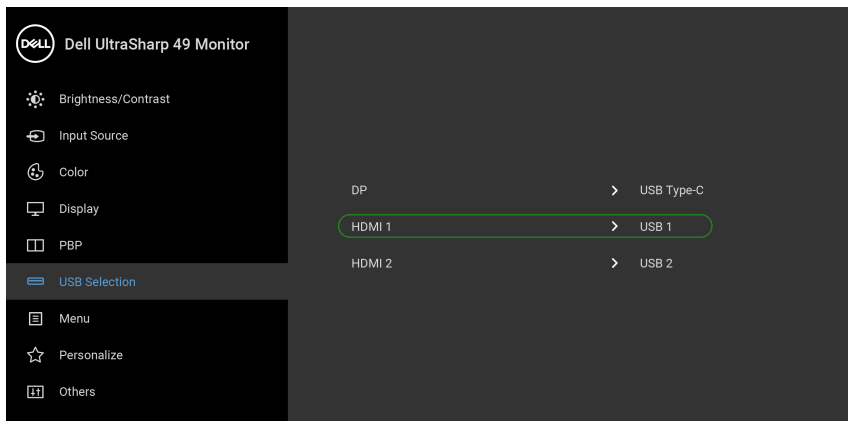 DELL Dell UltraSharp 49 Monitor
Brightness/Contrast
Input Source
Color
Display
PBP
USB Selection
Menu
Personalize
Others
DP USB Type-C
HDMI 1 USB 1
HDMI 2 USB 2